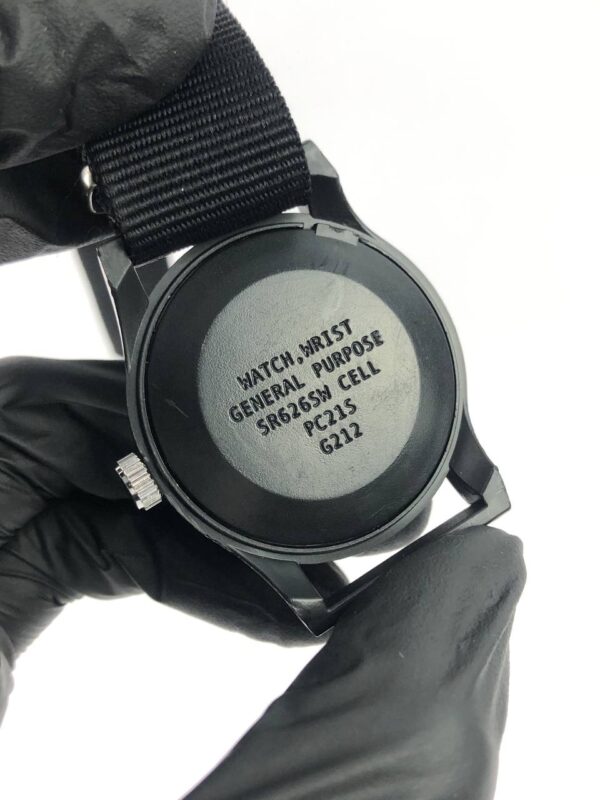 WATCH,WRIST
GENERAL PURPOSE
SR626SW CELL
PC21S
G212